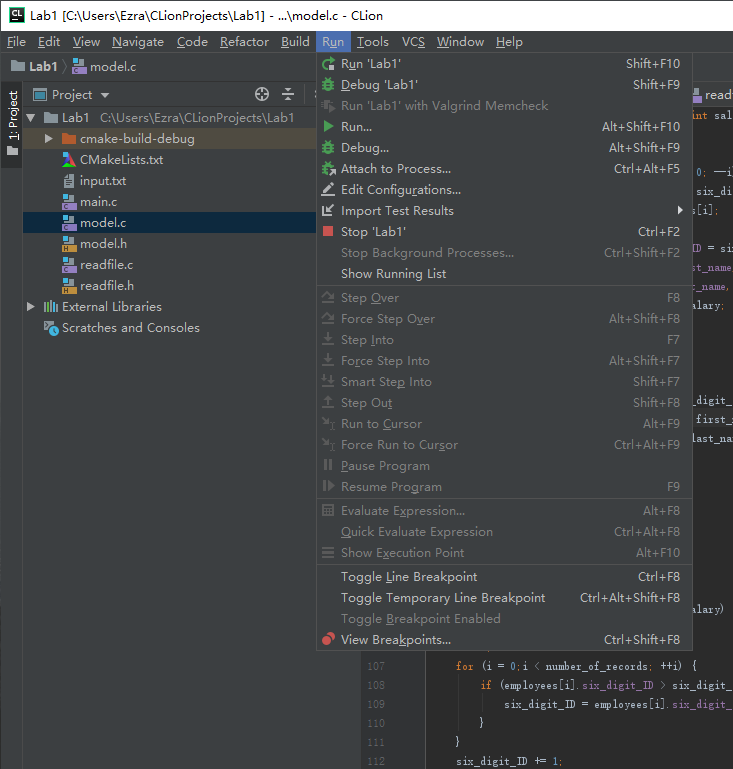 Lab1 [C:\Users\Ezra\CLionProjects\Lab1] - ...\model.c - CLion
File Edit View Navigate Code Refactor Build Run Tools VCS Window Help
Lab1 model.c
1: Project
Project
Lab1 C:\Users\Ezra\CLionProjects\Lab1
cmake-build-debug
CMakeLists.txt
input.txt
main.c
model.c
model.h
readfile.c
readfile.h
External Libraries
Scratches and Consoles
Run 'Lab1' Shift+F10
Debug 'Lab1' Shift+F9
Run 'Lab1' with Valgrind Memcheck
Run... Alt+Shift+F10
Debug... Alt+Shift+F9
Attach to Process... Ctrl+Alt+F5
Edit Configurations...
Import Test Results
Stop 'Lab1' Ctrl+F2
Stop Background Processes... Ctrl+Shift+F2
Show Running List
Step Over F8
Force Step Over Alt+Shift+F8
Step Into F7
Force Step Into Alt+Shift+F7
Smart Step Into Shift+F7
Step Out Shift+F8
Run to Cursor Alt+F9
Force Run to Cursor Ctrl+Alt+F9
Pause Program
Resume Program F9
Evaluate Expression... Alt+F8
Quick Evaluate Expression Ctrl+Alt+F8
Show Execution Point Alt+F10
Toggle Line Breakpoint Ctrl+F8
Toggle Temporary Line Breakpoint Ctrl+Alt+Shift+F8
Toggle Breakpoint Enabled
View Breakpoints... Ctrl+Shift+F8
readf
int sal
0; --i)
six_dig
s[i];
ID = six
st_name,
t_name,
alary;
_digit_
first_n
last_nam
alary)
107 for (i = 0;i < number_of_records; ++i) {
108 if (employees[i].six_digit_ID > six_digit_
109 six_digit_ID = employees[i].six_digit_
110 }
111 }
112 six_digit_ID += 1;